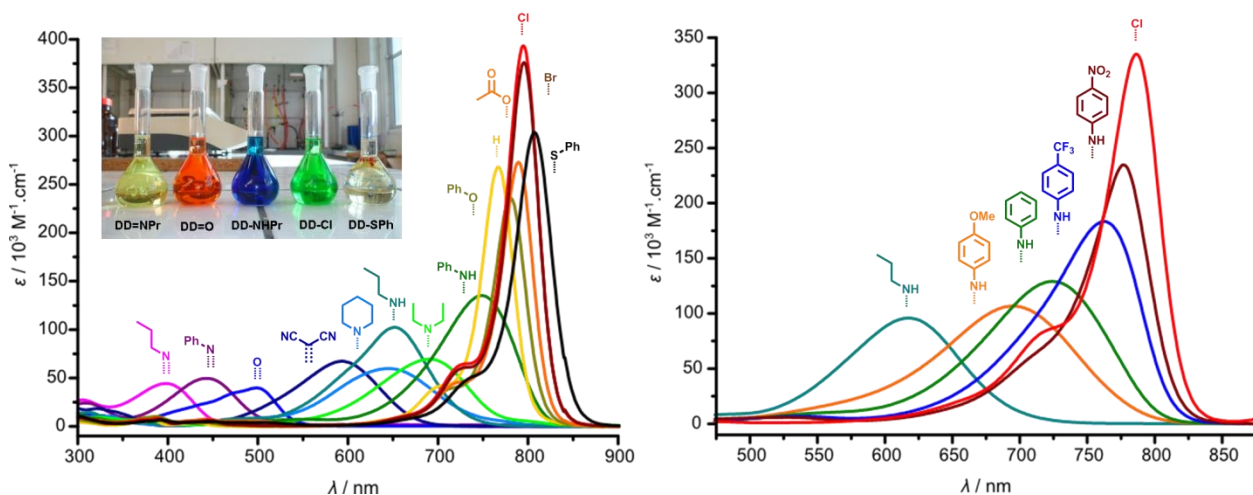 400
350
300
250
200
150
100
50
0
ε / 10³ M⁻¹.cm⁻¹
DD=NPr DD=O DD-NHPr DD-Cl DD-SPh
N
Ph N
O
NC CN
N
NH
N
Ph NH
Ph O
H
O
O
Cl
Br
S Ph
300 400 500 600 700 800 900
λ / nm
350
300
250
200
150
100
50
0
ε / 10³ M⁻¹.cm⁻¹
NH
OMe
NH
NH
CF₃
NH
NO₂
NH
Cl
500 550 600 650 700 750 800 850
λ / nm